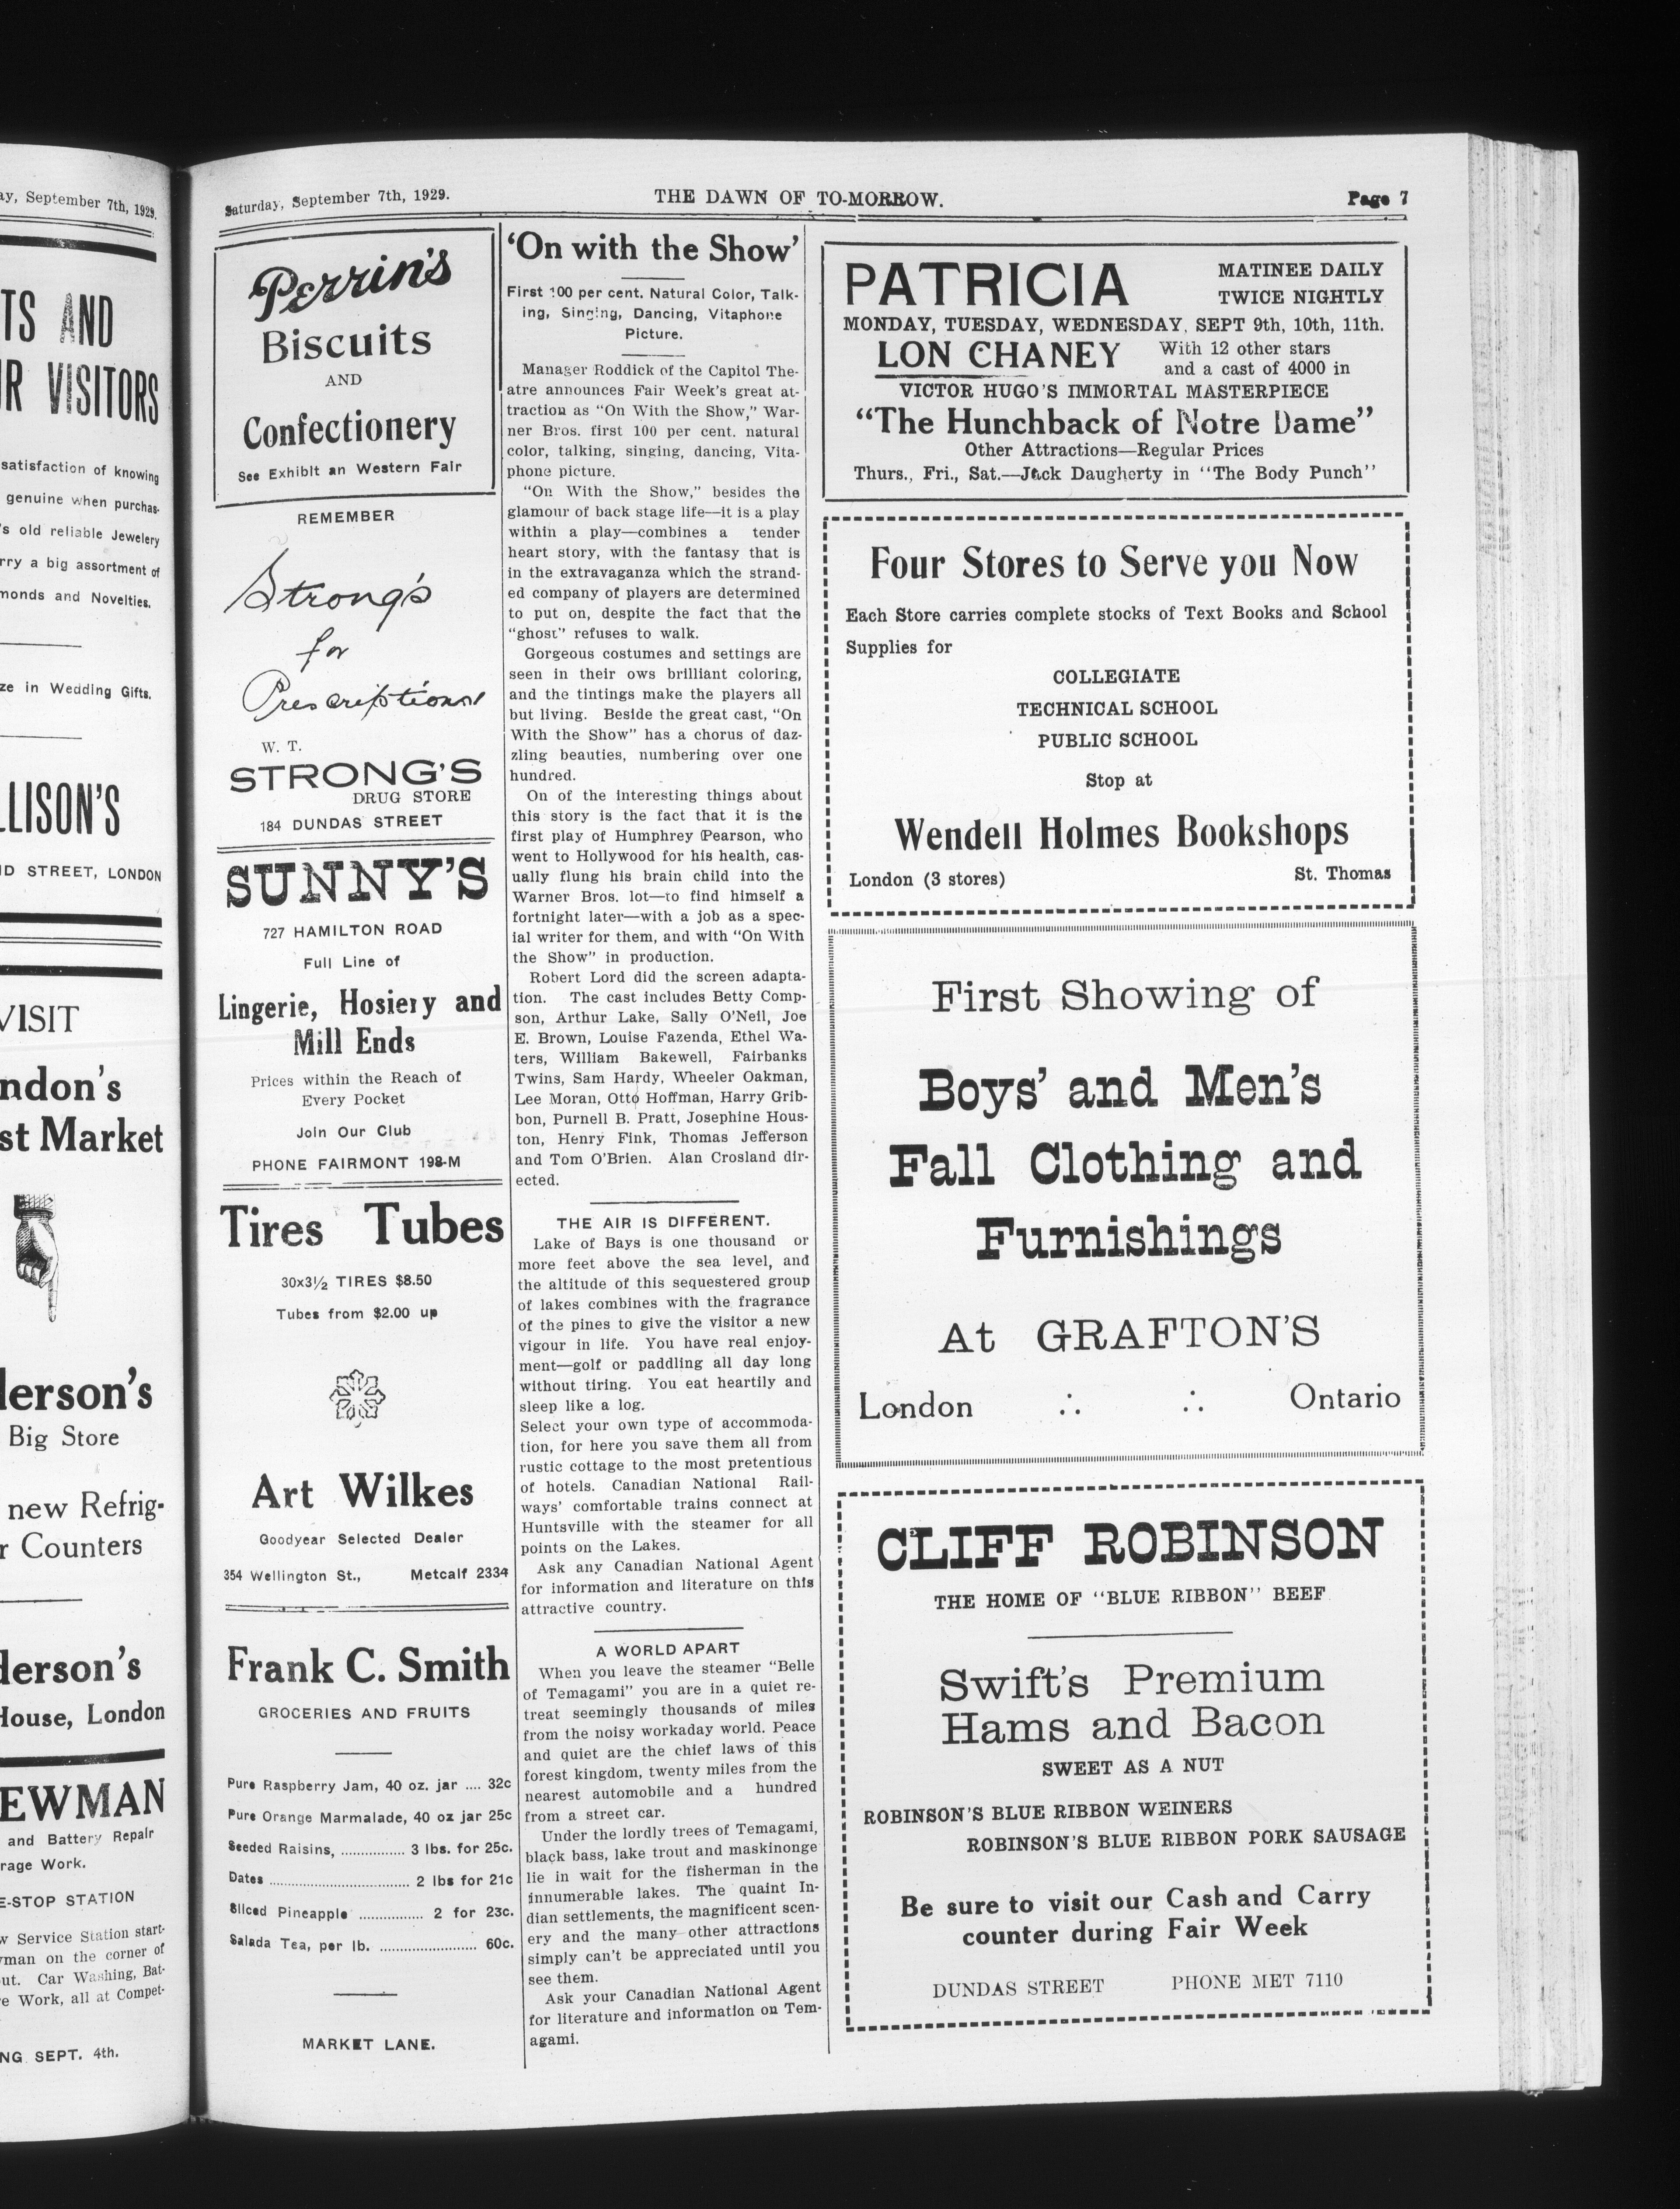 ay, September 7th, 1929.
TS AND
R VISITORS
satisfaction of knowing
genuine when purchas-
's old reliable Jewelery
rry a big assortment of
monds and Novelties.
ze in Wedding Gifts.
LLISON'S
STREET, LONDON
VISIT
ndon's
st Market
derson's
Big Store
new Refrig-
r Counters
derson's
House, London
EWMAN
and Battery Repair
rage Work.
E-STOP STATION
w Service Station start-
man on the corner of
out. Car Washing, Bat-
e Work, all at Compet-
NG SEPT. 4th.
Saturday, September 7th, 1929.
THE DAWN OF TO-MORROW.
Page 7
Perrin's
Biscuits
AND
Confectionery
See Exhibit an Western Fair
REMEMBER
Strong's
for
Prescriptions
W. T.
STRONG'S
DRUG STORE
184 DUNDAS STREET
SUNNY'S
727 HAMILTON ROAD
Full Line of
Lingerie, Hosiery and
Mill Ends
Prices within the Reach of
Every Pocket
Join Our Club
PHONE FAIRMONT 198-M
Tires Tubes
30x3½ TIRES $8.50
Tubes from $2.00 up
Art Wilkes
Goodyear Selected Dealer
354 Wellington St., Metcalf 2334
Frank C. Smith
GROCERIES AND FRUITS
Pure Raspberry Jam, 40 oz. jar .... 32c
Pure Orange Marmalade, 40 oz jar 25c
Seeded Raisins, ................ 3 lbs. for 25c.
Dates ................................... 2 lbs for 21c
Sliced Pineapple ................ 2 for 23c.
Salada Tea, per lb. ........................ 60c.
MARKET LANE.
'On with the Show'
First 100 per cent. Natural Color, Talk-
ing, Singing, Dancing, Vitaphone
Picture.
Manager Roddick of the Capitol The-
atre announces Fair Week's great at-
traction as "On With the Show," War-
ner Bros. first 100 per cent. natural
color, talking, singing, dancing, Vita-
phone picture.
"On With the Show," besides the
glamour of back stage life—it is a play
within a play—combines a tender
heart story, with the fantasy that is
in the extravaganza which the strand-
ed company of players are determined
to put on, despite the fact that the
"ghost" refuses to walk.
Gorgeous costumes and settings are
seen in their ows brilliant coloring,
and the tintings make the players all
but living. Beside the great cast, "On
With the Show" has a chorus of daz-
zling beauties, numbering over one
hundred.
On of the interesting things about
this story is the fact that it is the
first play of Humphrey Pearson, who
went to Hollywood for his health, cas-
ually flung his brain child into the
Warner Bros. lot—to find himself a
fortnight later—with a job as a spec-
ial writer for them, and with "On With
the Show" in production.
Robert Lord did the screen adapta-
tion. The cast includes Betty Comp-
son, Arthur Lake, Sally O'Neil, Joe
E. Brown, Louise Fazenda, Ethel Wa-
ters, William Bakewell, Fairbanks
Twins, Sam Hardy, Wheeler Oakman,
Lee Moran, Otto Hoffman, Harry Grib-
bon, Purnell B. Pratt, Josephine Hous-
ton, Henry Fink, Thomas Jefferson
and Tom O'Brien. Alan Crosland dir-
ected.
THE AIR IS DIFFERENT.
Lake of Bays is one thousand or
more feet above the sea level, and
the altitude of this sequestered group
of lakes combines with the fragrance
of the pines to give the visitor a new
vigour in life. You have real enjoy-
ment—golf or paddling all day long
without tiring. You eat heartily and
sleep like a log.
Select your own type of accommoda-
tion, for here you save them all from
rustic cottage to the most pretentious
of hotels. Canadian National Rail-
ways' comfortable trains connect at
Huntsville with the steamer for all
points on the Lakes.
Ask any Canadian National Agent
for information and literature on this
attractive country.
A WORLD APART
When you leave the steamer "Belle
of Temagami" you are in a quiet re-
treat seemingly thousands of miles
from the noisy workaday world. Peace
and quiet are the chief laws of this
forest kingdom, twenty miles from the
nearest automobile and a hundred
from a street car.
Under the lordly trees of Temagami,
black bass, lake trout and maskinonge
lie in wait for the fisherman in the
innumerable lakes. The quaint In-
dian settlements, the magnificent scen-
ery and the many other attractions
simply can't be appreciated until you
see them.
Ask your Canadian National Agent
for literature and information on Tem-
agami.
PATRICIA
MATINEE DAILY
TWICE NIGHTLY
MONDAY, TUESDAY, WEDNESDAY, SEPT 9th, 10th, 11th.
LON CHANEY With 12 other stars
and a cast of 4000 in
VICTOR HUGO'S IMMORTAL MASTERPIECE
"The Hunchback of Notre Dame"
Other Attractions—Regular Prices
Thurs., Fri., Sat.—Jack Daugherty in "The Body Punch"
Four Stores to Serve you Now
Each Store carries complete stocks of Text Books and School
Supplies for
COLLEGIATE
TECHNICAL SCHOOL
PUBLIC SCHOOL
Stop at
Wendell Holmes Bookshops
London (3 stores) St. Thomas
First Showing of
Boys' and Men's
Fall Clothing and
Furnishings
At GRAFTON'S
London ∴ ∴ Ontario
CLIFF ROBINSON
THE HOME OF "BLUE RIBBON" BEEF
Swift's Premium
Hams and Bacon
SWEET AS A NUT
ROBINSON'S BLUE RIBBON WEINERS
ROBINSON'S BLUE RIBBON PORK SAUSAGE
Be sure to visit our Cash and Carry
counter during Fair Week
DUNDAS STREET PHONE MET 7110